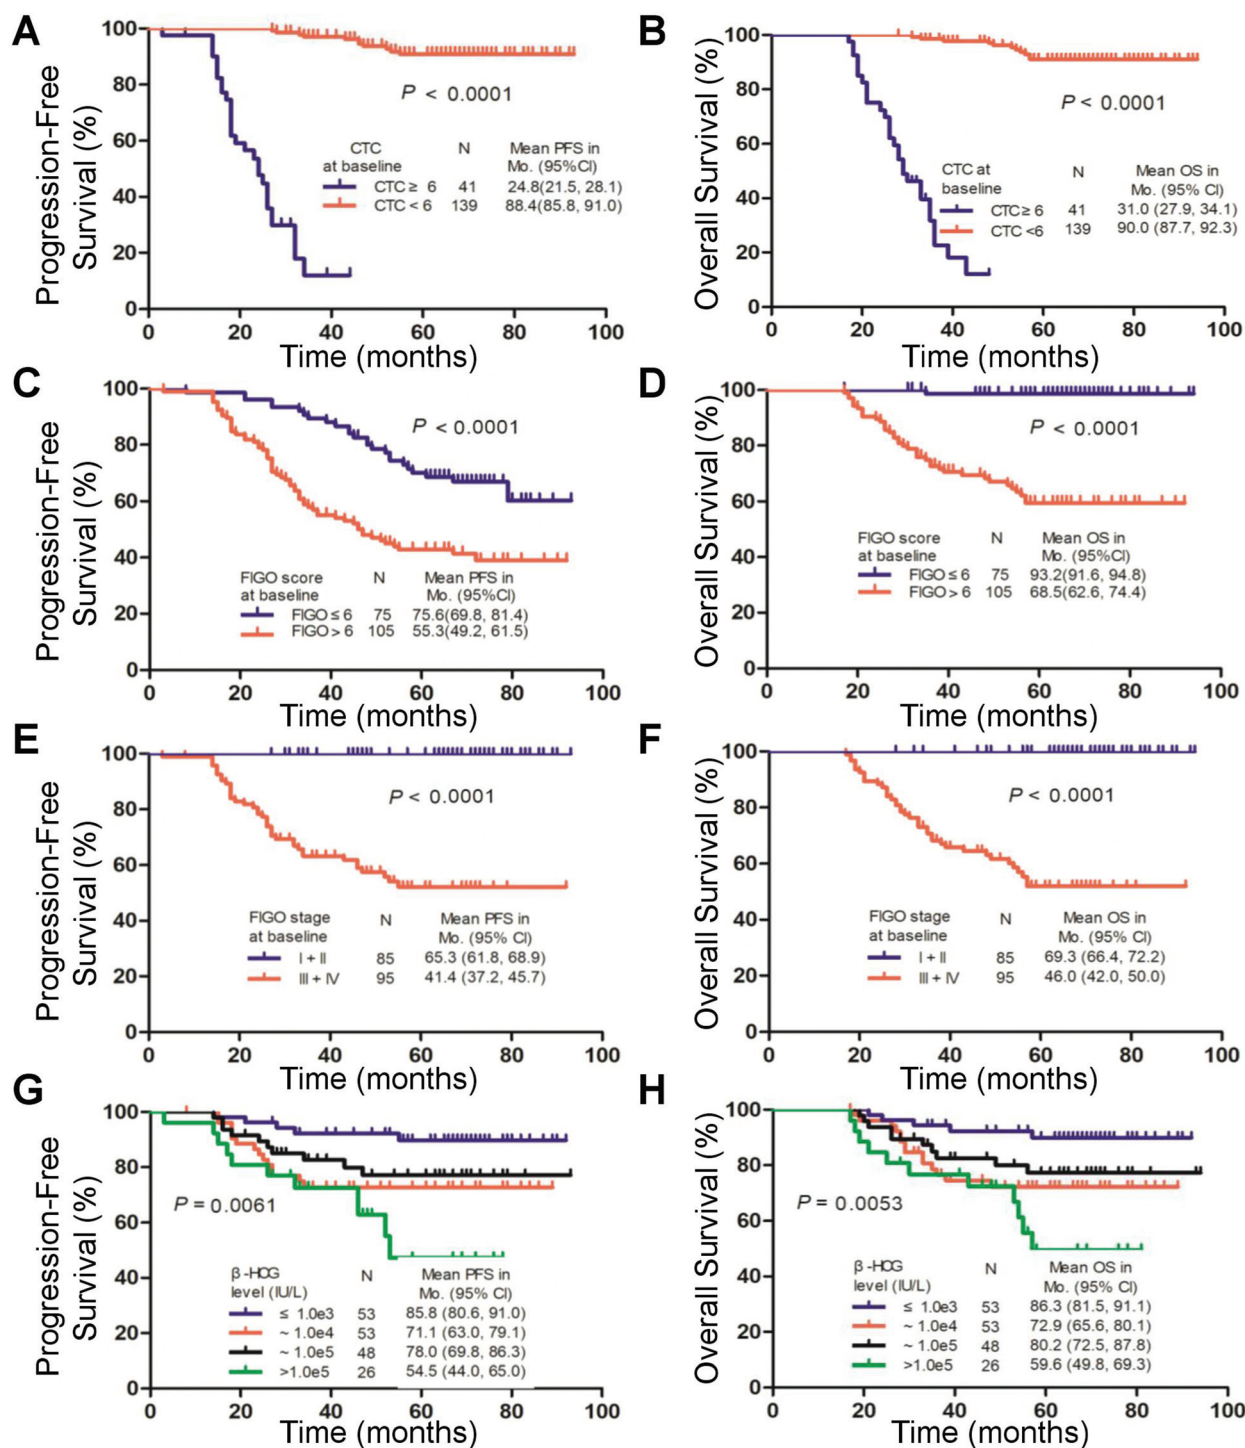 A
Progression-Free
Survival (%)
100
80
60
40
20
0
P < 0.0001
CTC
at baseline N Mean PFS in
Mo. (95%CI)
CTC ≥ 6 41 24.8(21.5, 28.1)
CTC < 6 139 88.4(85.8, 91.0)
0 20 40 60 80 100
Time (months)
B
Overall Survival (%)
100
80
60
40
20
0
P < 0.0001
CTC at
baseline N Mean OS in
Mo. (95% CI)
CTC ≥ 6 41 31.0 (27.9, 34.1)
CTC <6 139 90.0 (87.7, 92.3)
0 20 40 60 80 100
Time (months)
C
Progression-Free
Survival (%)
100
80
60
40
20
0
P < 0.0001
FIGO score
at baseline N Mean PFS in
Mo. (95%CI)
FIGO ≤ 6 75 75.6(69.8, 81.4)
FIGO > 6 105 55.3(49.2, 61.5)
0 20 40 60 80 100
Time (months)
D
Overall Survival (%)
100
80
60
40
20
0
P < 0.0001
FIGO score
at baseline N Mean OS in
Mo. (95%CI)
FIGO ≤ 6 75 93.2(91.6, 94.8)
FIGO > 6 105 68.5(62.6, 74.4)
0 20 40 60 80 100
Time (months)
E
Progression-Free
Survival (%)
100
80
60
40
20
0
P < 0.0001
FIGO stage
at baseline N Mean PFS in
Mo. (95% CI)
I + II 85 65.3 (61.8, 68.9)
III + IV 95 41.4 (37.2, 45.7)
0 20 40 60 80 100
Time (months)
F
Overall Survival (%)
100
80
60
40
20
0
P < 0.0001
FIGO stage
at baseline N Mean OS in
Mo. (95% CI)
I + II 85 69.3 (66.4, 72.2)
III + IV 95 46.0 (42.0, 50.0)
0 20 40 60 80 100
Time (months)
G
Progression-Free
Survival (%)
100
80
60
40
20
0
P = 0.0061
β -HCG
level (IU/L) N Mean PFS in
Mo. (95% CI)
≤ 1.0e3 53 85.8 (80.6, 91.0)
~ 1.0e4 53 71.1 (63.0, 79.1)
~ 1.0e5 48 78.0 (69.8, 86.3)
>1.0e5 26 54.5 (44.0, 65.0)
0 20 40 60 80 100
Time (months)
H
Overall Survival (%)
100
80
60
40
20
0
P = 0.0053
β -HCG
level (IU/L) N Mean OS in
Mo. (95% CI)
≤ 1.0e3 53 86.3 (81.5, 91.1)
~ 1.0e4 53 72.9 (65.6, 80.1)
~ 1.0e5 48 80.2 (72.5, 87.8)
>1.0e5 26 59.6 (49.8, 69.3)
0 20 40 60 80 100
Time (months)